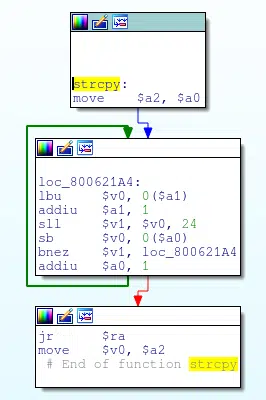 strcpy:
move $a2, $a0
loc_800621A4:
lbu $v0, 0($a1)
addiu $a1, 1
sll $v1, $v0, 24
sb $v0, 0($a0)
bnez $v1, loc_800621A4
addiu $a0, 1
jr $ra
move $v0, $a2
# End of function strcpy